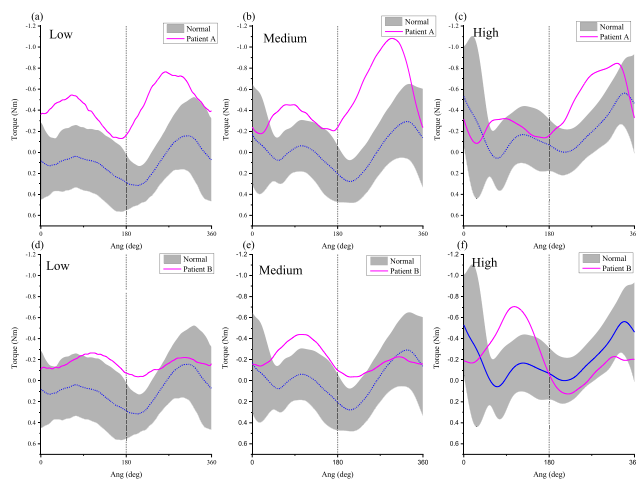 (a)
Low
Normal
Patient A
-1.2
-1.0
-0.8
-0.6
-0.4
-0.2
0.0
0.2
0.4
0.6
Torque (Nm)
0
180
360
Ang (deg)
(b)
Medium
Normal
Patient A
-1.2
-1.0
-0.8
-0.6
-0.4
-0.2
0.0
0.2
0.4
0.6
Torque (Nm)
0
180
360
Ang (deg)
(c)
High
Normal
Patient A
-1.2
-1.0
-0.8
-0.6
-0.4
-0.2
0.0
0.2
0.4
0.6
Torque (Nm)
0
180
36
Ang (deg)
(d)
Low
Normal
Patient B
-1.2
-1.0
-0.8
-0.6
-0.4
-0.2
0.0
0.2
0.4
0.6
Torque (Nm)
0
180
360
Ang (deg)
(e)
Medium
Normal
Patient B
-1.2
-1.0
-0.8
-0.6
-0.4
-0.2
0.0
0.2
0.4
0.6
Torque (Nm)
0
180
360
Ang (deg)
(f)
High
Normal
Patient B
-1.2
-1.0
-0.8
-0.6
-0.4
-0.2
0.0
0.2
0.4
0.6
Torque (Nm)
0
180
36
Ang (deg)